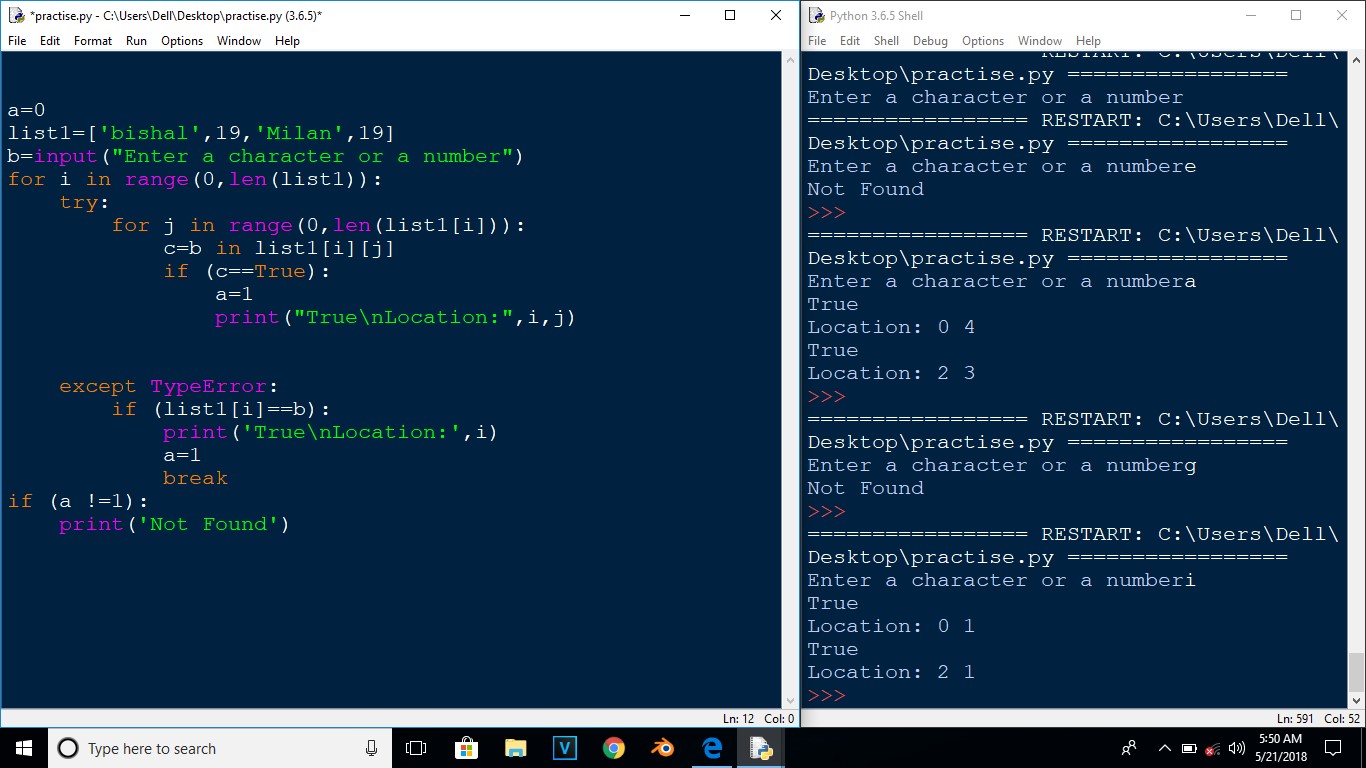 *practise.py - C:\Users\Dell\Desktop\practise.py (3.6.5)*
File Edit Format Run Options Window Help
a=0
list1=['bishal',19,'Milan',19]
b=input("Enter a character or a number")
for i in range(0,len(list1)):
    try:
        for j in range(0,len(list1[i])):
            c=b in list1[i][j]
            if (c==True):
                a=1
                print("True\nLocation:",i,j)
    except TypeError:
        if (list1[i]==b):
            print('True\nLocation:',i)
            a=1
            break
if (a !=1):
    print('Not Found')
Ln: 12 Col: 0
Python 3.6.5 Shell
File Edit Shell Debug Options Window Help
RESTART: C:\Users\Dell\
Desktop\practise.py =================
Enter a character or a number
================= RESTART: C:\Users\Dell\
Desktop\practise.py =================
Enter a character or a numbere
Not Found
>>>
================= RESTART: C:\Users\Dell\
Desktop\practise.py =================
Enter a character or a numbera
True
Location: 0 4
True
Location: 2 3
>>>
================= RESTART: C:\Users\Dell\
Desktop\practise.py =================
Enter a character or a numberg
Not Found
>>>
================= RESTART: C:\Users\Dell\
Desktop\practise.py =================
Enter a character or a numberi
True
Location: 0 1
True
Location: 2 1
>>>
Ln: 591 Col: 52
Type here to search
V
5:50 AM
5/21/2018